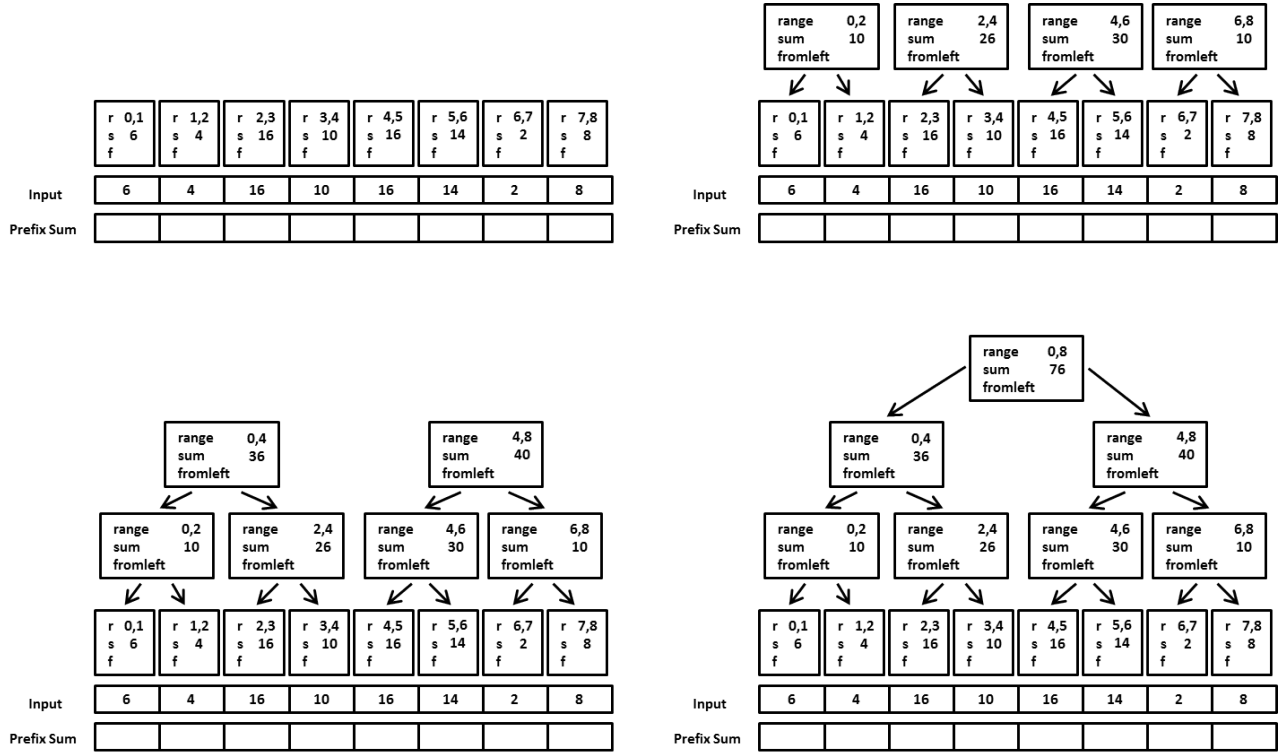 r 0,1 r 1,2 r 2,3 r 3,4 r 4,5 r 5,6 r 6,7 r 7,8
s 6 s 4 s 16 s 10 s 16 s 14 s 2 s 8
f f f f f f f f
Input 6 4 16 10 16 14 2 8
Prefix Sum
range 0,2 range 2,4 range 4,6 range 6,8
sum 10 sum 26 sum 30 sum 10
fromleft fromleft fromleft fromleft
r 0,1 r 1,2 r 2,3 r 3,4 r 4,5 r 5,6 r 6,7 r 7,8
s 6 s 4 s 16 s 10 s 16 s 14 s 2 s 8
f f f f f f f f
Input 6 4 16 10 16 14 2 8
Prefix Sum
range 0,4 range 4,8
sum 36 sum 40
fromleft fromleft
range 0,2 range 2,4 range 4,6 range 6,8
sum 10 sum 26 sum 30 sum 10
fromleft fromleft fromleft fromleft
r 0,1 r 1,2 r 2,3 r 3,4 r 4,5 r 5,6 r 6,7 r 7,8
s 6 s 4 s 16 s 10 s 16 s 14 s 2 s 8
f f f f f f f f
Input 6 4 16 10 16 14 2 8
Prefix Sum
range 0,8
sum 76
fromleft
range 0,4 range 4,8
sum 36 sum 40
fromleft fromleft
range 0,2 range 2,4 range 4,6 range 6,8
sum 10 sum 26 sum 30 sum 10
fromleft fromleft fromleft fromleft
r 0,1 r 1,2 r 2,3 r 3,4 r 4,5 r 5,6 r 6,7 r 7,8
s 6 s 4 s 16 s 10 s 16 s 14 s 2 s 8
f f f f f f f f
Input 6 4 16 10 16 14 2 8
Prefix Sum